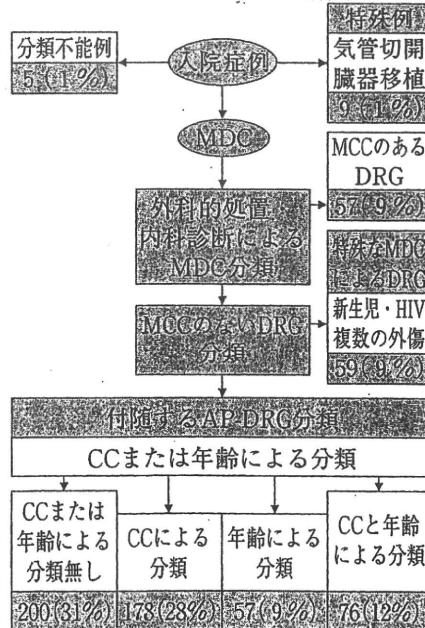 特殊例
気管切開
臓器移植
9 (1%)
分類不能例
5 (1%)
入院症例
MDC
MCCのある
DRG
57(9%)
外科的処置
内科診断による
MDC分類
特殊なMDC
によるDRG
新生児・HIV
複数の外傷
59(9%)
MCCのないDRG
分類
付随するAP-DRG分類
CCまたは年齢による分類
CCまたは
年齢による
分類無し
200(31%)
CCによる
分類
178(28%)
年齢による
分類
57(9%)
CCと年齢
による分類
76(12%)